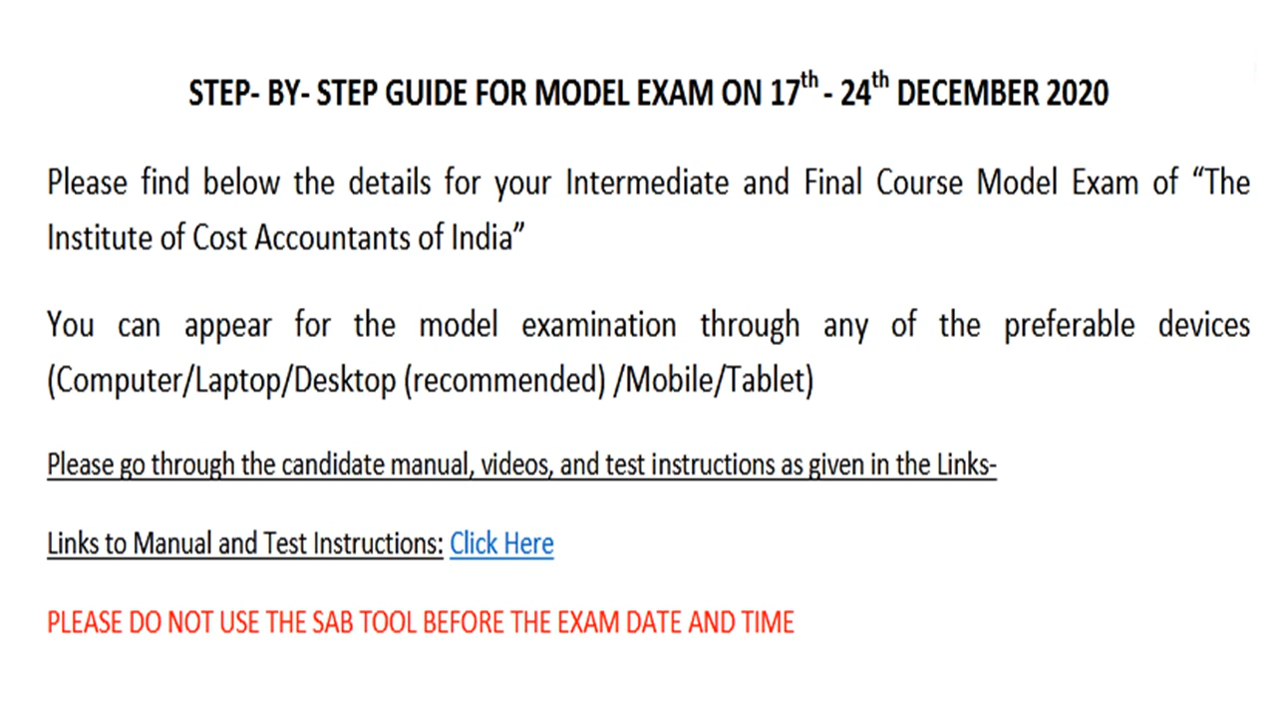 STEP- BY- STEP GUIDE FOR MODEL EXAM ON 17th - 24th DECEMBER 2020
Please find below the details for your Intermediate and Final Course Model Exam of “The
Institute of Cost Accountants of India”
You can appear for the model examination through any of the preferable devices
(Computer/Laptop/Desktop (recommended) /Mobile/Tablet)
Please go through the candidate manual, videos, and test instructions as given in the Links-
Links to Manual and Test Instructions: Click Here
PLEASE DO NOT USE THE SAB TOOL BEFORE THE EXAM DATE AND TIME